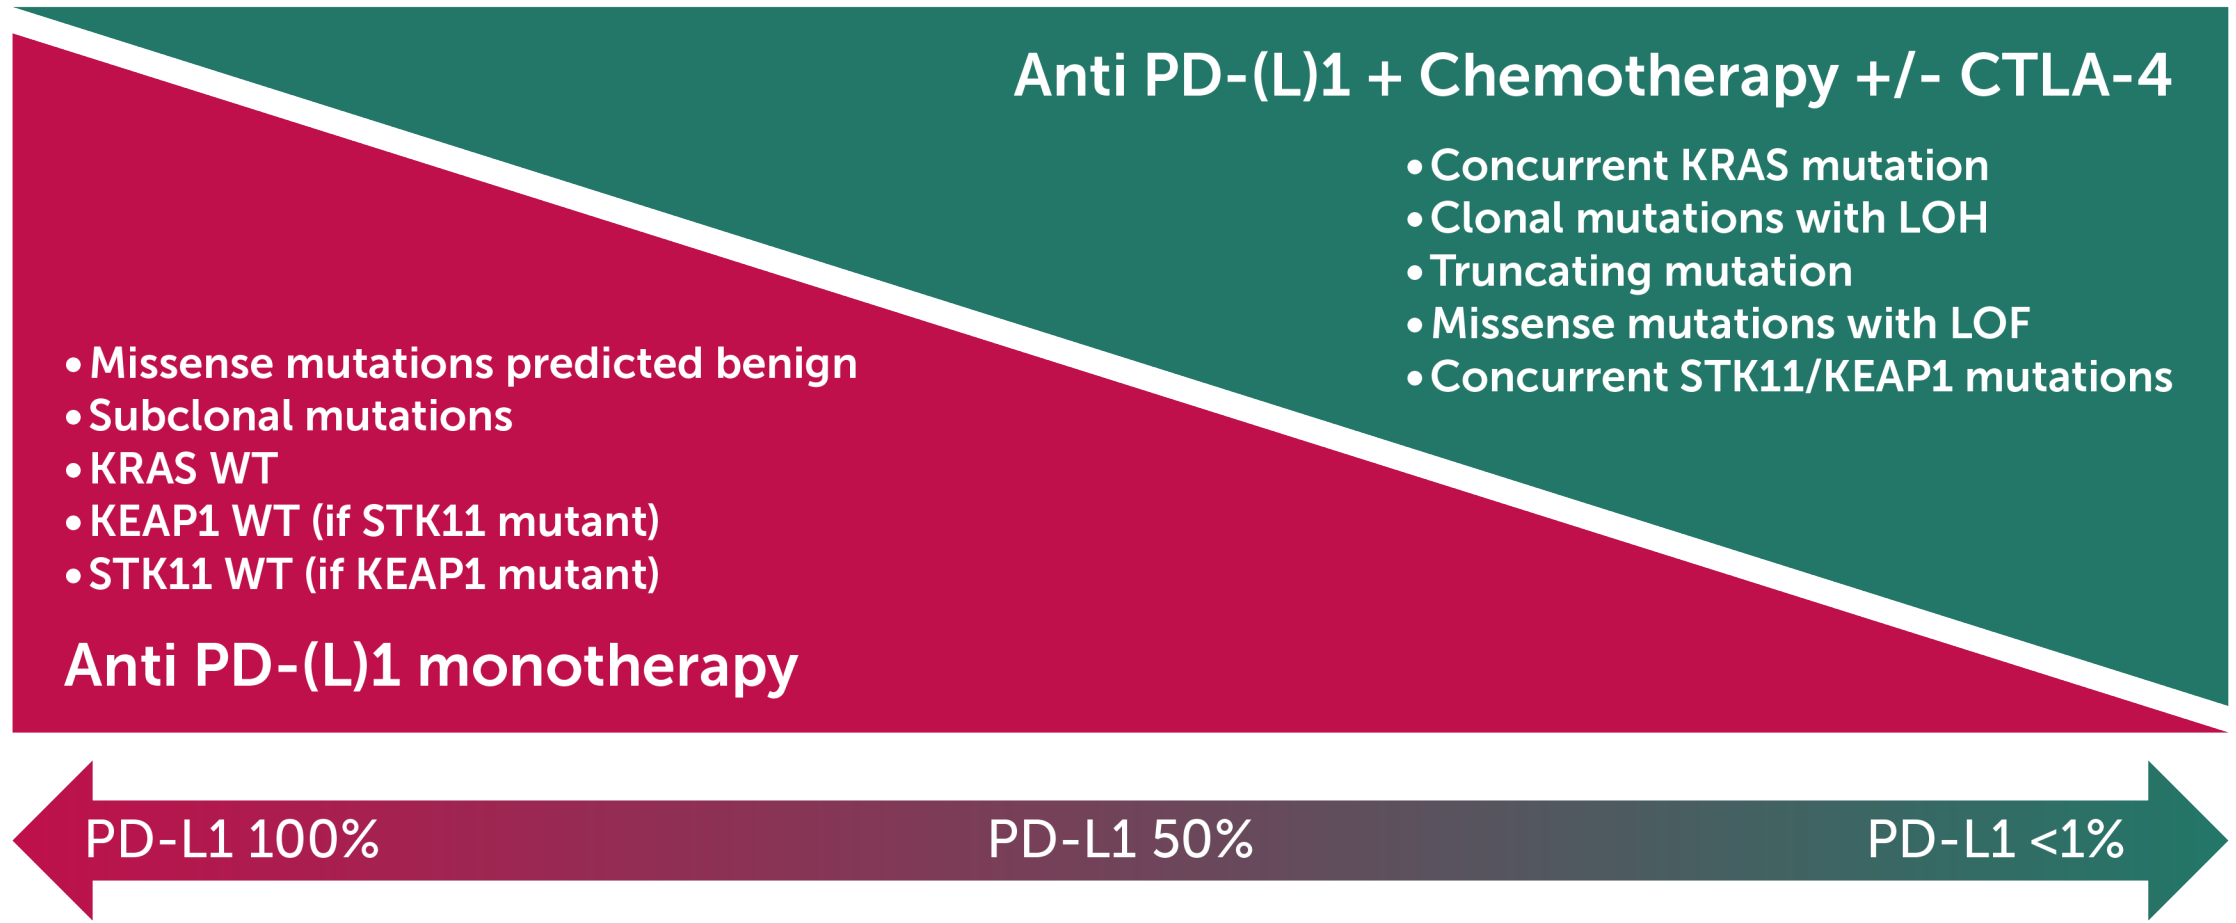 Anti PD-(L)1 + Chemotherapy +/- CTLA-4
• Concurrent KRAS mutation
• Clonal mutations with LOH
• Truncating mutation
• Missense mutations with LOF
• Concurrent STK11/KEAP1 mutations
• Missense mutations predicted benign
• Subclonal mutations
• KRAS WT
• KEAP1 WT (if STK11 mutant)
• STK11 WT (if KEAP1 mutant)
Anti PD-(L)1 monotherapy
PD-L1 100%
PD-L1 50%
PD-L1 <1%